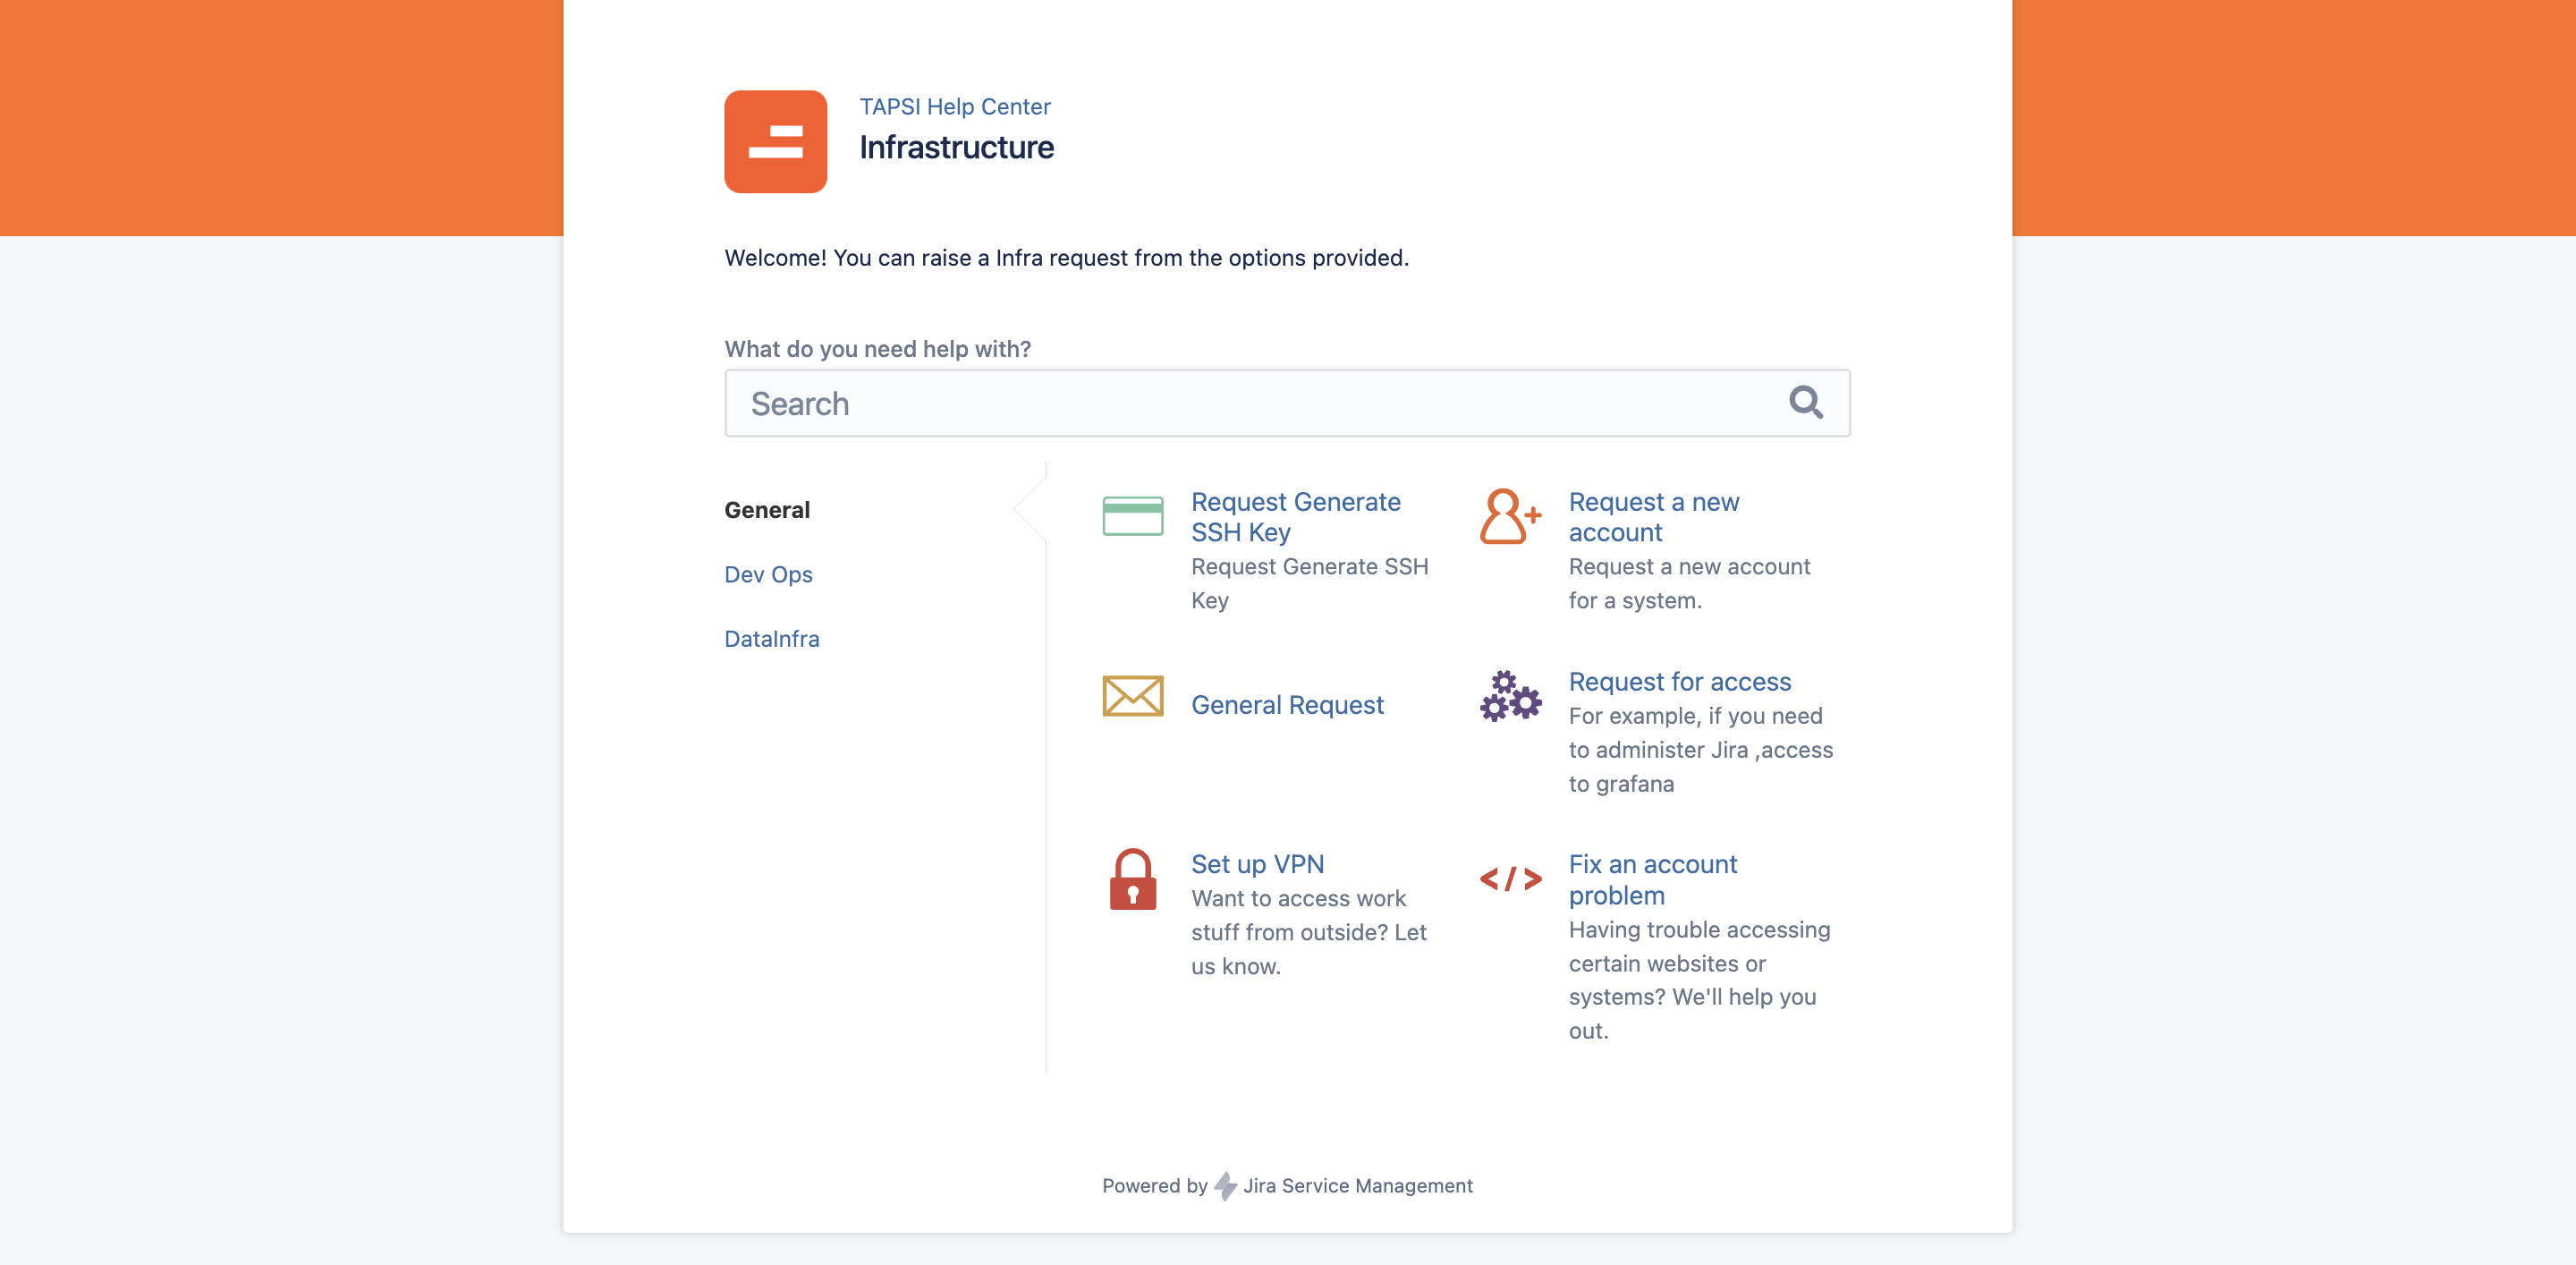 TAPSI Help Center
Infrastructure
Welcome! You can raise a Infra request from the options provided.
What do you need help with?
Search
General
Dev Ops
DataInfra
Request Generate
SSH Key
Request Generate SSH
Key
Request a new
account
Request a new account
for a system.
General Request
Request for access
For example, if you need
to administer Jira ,access
to grafana
Set up VPN
Want to access work
stuff from outside? Let
us know.
Fix an account
problem
Having trouble accessing
certain websites or
systems? We'll help you
out.
Powered by Jira Service Management